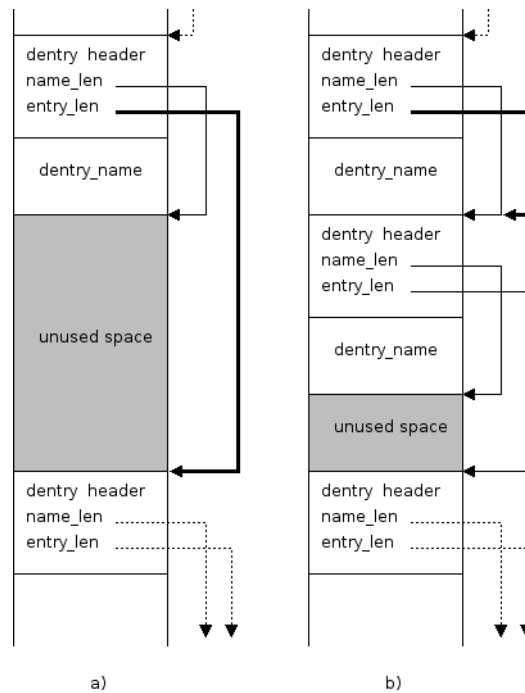 dentry header
name_len
entry_len
dentry_name
unused space
dentry header
name_len
entry_len
a)
dentry header
name_len
entry_len
dentry_name
dentry header
name_len
entry_len
dentry_name
unused space
dentry header
name_len
entry_len
b)